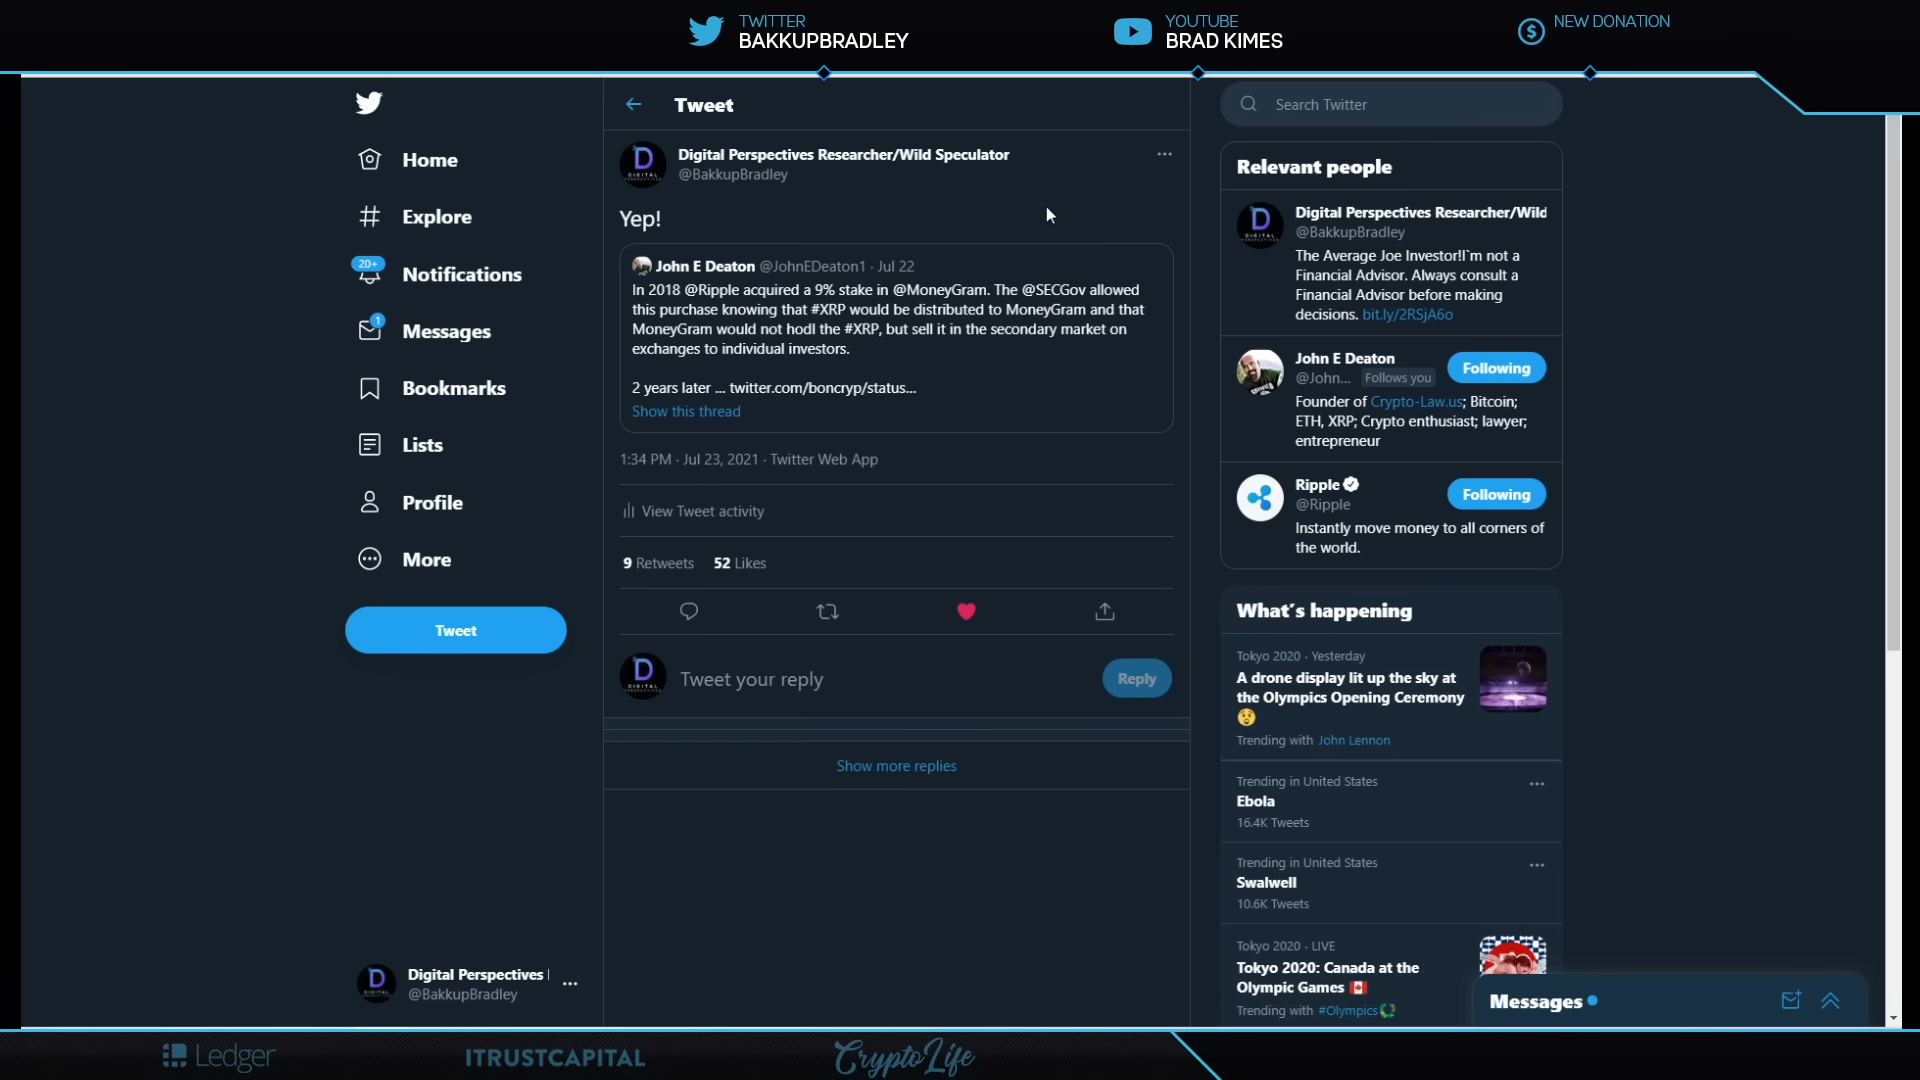 TWITTER
BAKKUPBRADLEY
YOUTUBE
BRAD KIMES
NEW DONATION
Home
Explore
20+
Notifications
1
Messages
Bookmarks
Lists
Profile
More
Tweet
Digital Perspectives
@BakkupBradley
Tweet
Digital Perspectives Researcher/Wild Speculator
@BakkupBradley
Yep!
John E Deaton @JohnEDeaton1 · Jul 22
In 2018 @Ripple acquired a 9% stake in @MoneyGram. The @SECGov allowed
this purchase knowing that #XRP would be distributed to MoneyGram and that
MoneyGram would not hodl the #XRP, but sell it in the secondary market on
exchanges to individual investors.
2 years later ... twitter.com/boncryp/status...
Show this thread
1:34 PM · Jul 23, 2021 · Twitter Web App
View Tweet activity
9 Retweets 52 Likes
Tweet your reply
Reply
Show more replies
Search Twitter
Relevant people
Digital Perspectives Researcher/Wild
@BakkupBradley
The Average Joe Investor!I`m not a
Financial Advisor. Always consult a
Financial Advisor before making
decisions. bit.ly/2RSjA6o
John E Deaton
@John... Follows you
Following
Founder of Crypto-Law.us; Bitcoin;
ETH, XRP; Crypto enthusiast; lawyer;
entrepreneur
Ripple
@Ripple
Following
Instantly move money to all corners of
the world.
What's happening
Tokyo 2020 · Yesterday
A drone display lit up the sky at
the Olympics Opening Ceremony
😲
Trending with John Lennon
Trending in United States
Ebola
16.4K Tweets
Trending in United States
Swalwell
10.6K Tweets
Tokyo 2020 · LIVE
Tokyo 2020: Canada at the
Olympic Games 🇨🇦
Trending with #Olympics
Messages
Ledger
ITRUSTCAPITAL
CryptoLife